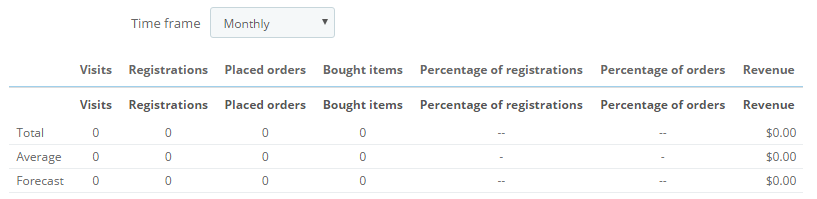 Time frame Monthly
Visits Registrations Placed orders Bought items Percentage of registrations Percentage of orders Revenue
Visits Registrations Placed orders Bought items Percentage of registrations Percentage of orders Revenue
Total 0 0 0 0 -- -- $0.00
Average 0 0 0 0 - - $0.00
Forecast 0 0 0 0 -- -- $0.00